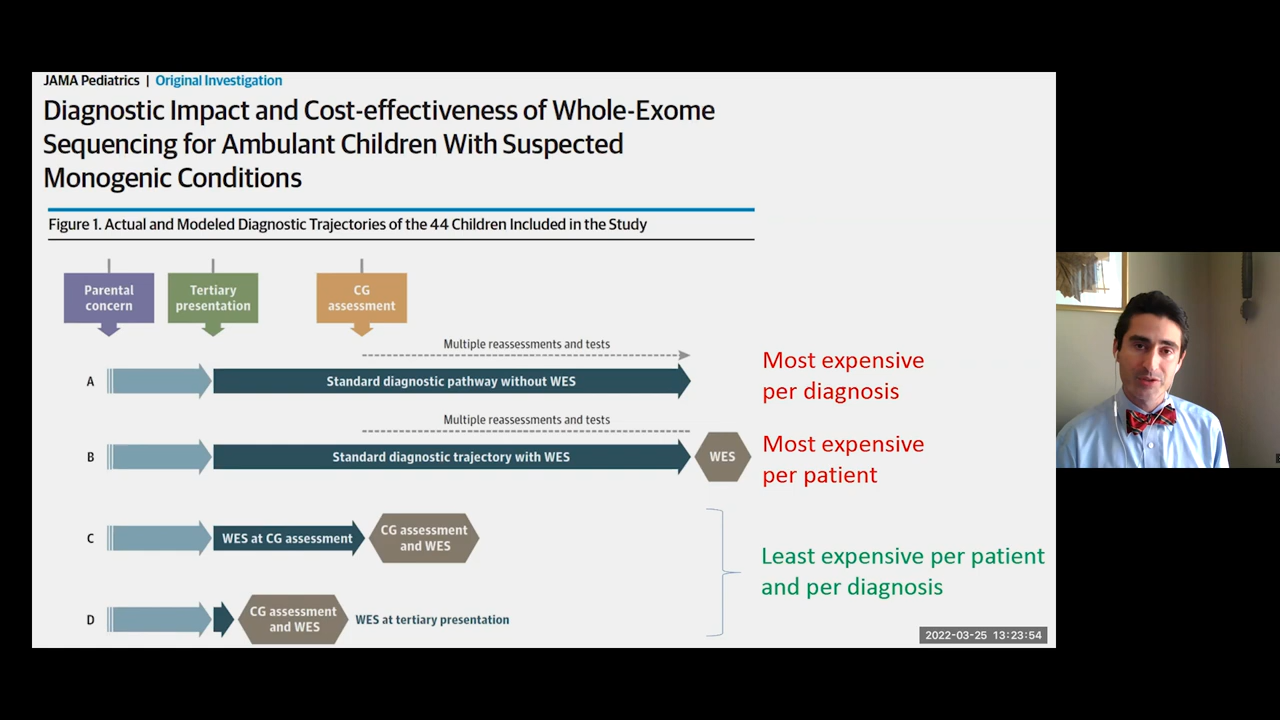 JAMA Pediatrics | Original Investigation
Diagnostic Impact and Cost-effectiveness of Whole-Exome
Sequencing for Ambulant Children With Suspected
Monogenic Conditions
Figure 1. Actual and Modeled Diagnostic Trajectories of the 44 Children Included in the Study
Parental
concern
Tertiary
presentation
CG
assessment
Multiple reassessments and tests
A
Standard diagnostic pathway without WES
Most expensive
per diagnosis
Multiple reassessments and tests
B
Standard diagnostic trajectory with WES
WES
Most expensive
per patient
C
WES at CG assessment
CG assessment
and WES
Least expensive per patient
and per diagnosis
D
CG assessment
and WES
WES at tertiary presentation
2022-03-25 13:23:54